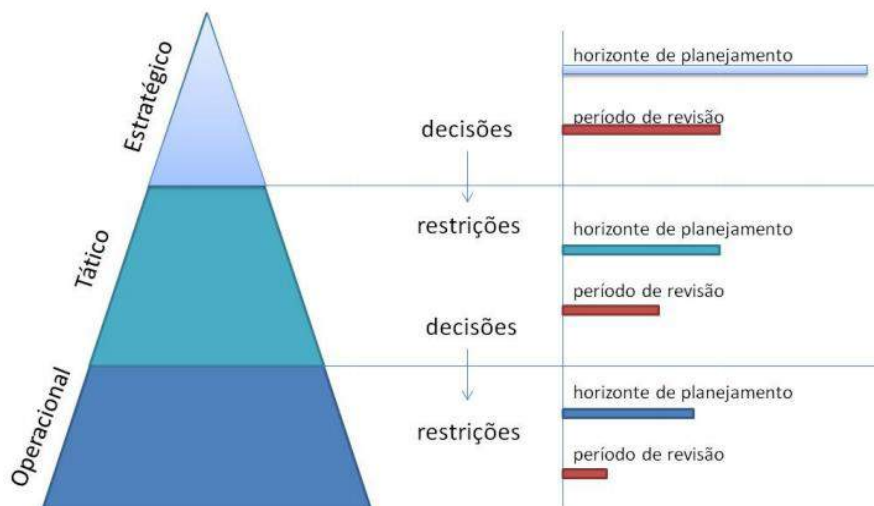 Estratégico
horizonte de planejamento
período de revisão
decisões
Tático
restrições
horizonte de planejamento
período de revisão
decisões
Operacional
horizonte de planejamento
restrições
período de revisão